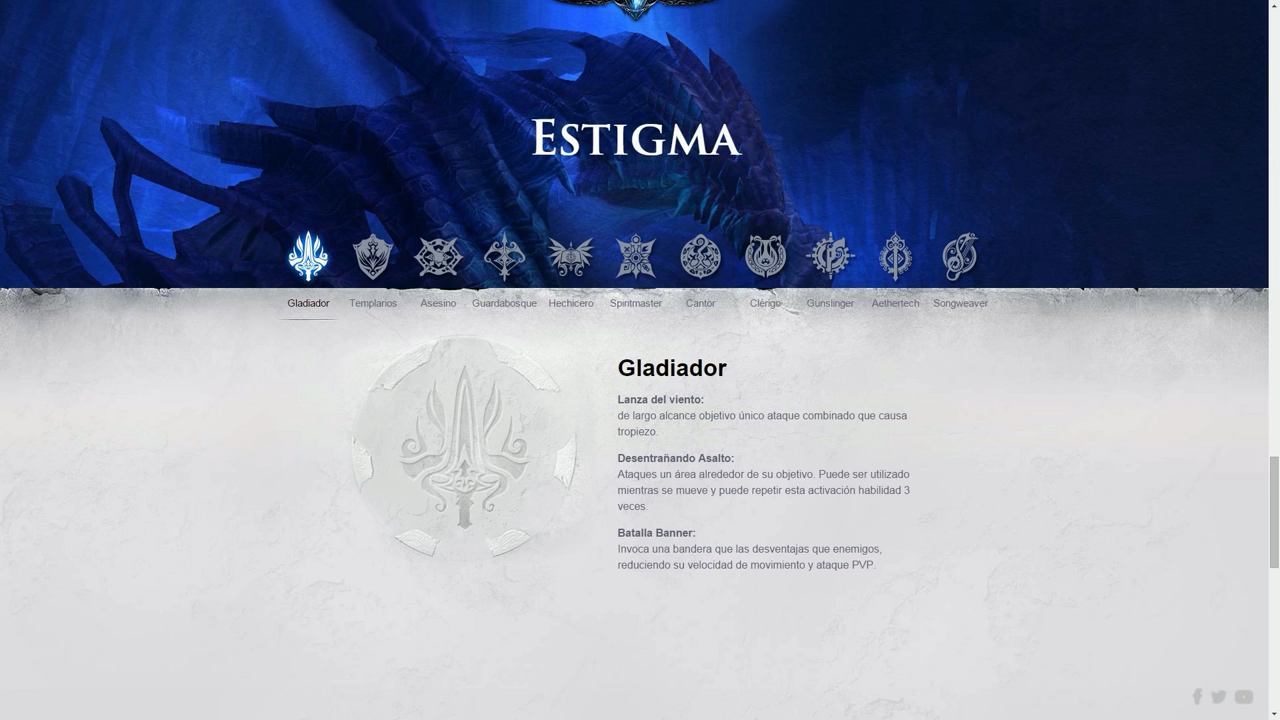 ESTIGMA
Gladiador Templarios Asesino Guardabosque Hechicero Spiritmaster Cantor Clérigo Gunslinger Aethertech Songweaver
Gladiador
Lanza del viento:
de largo alcance objetivo único ataque combinado que causa
tropiezo.
Desentrañando Asalto:
Ataques un área alrededor de su objetivo. Puede ser utilizado
mientras se mueve y puede repetir esta activación habilidad 3
veces.
Batalla Banner:
Invoca una bandera que las desventajas que enemigos,
reduciendo su velocidad de movimiento y ataque PVP.